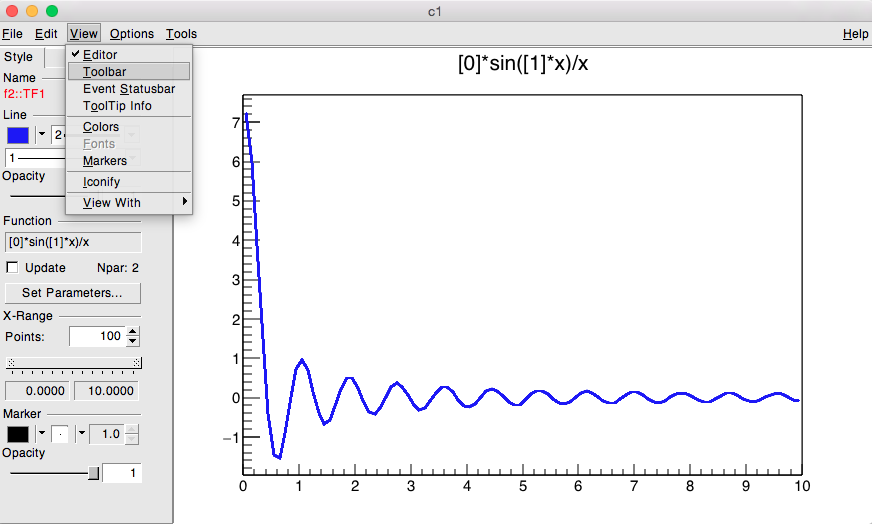 c1
File Edit View Options Tools Help
Style
Name
f2::TF1
Line
2
1
Opacity
Editor
Toolbar
Event Statusbar
ToolTip Info
Colors
Fonts
Markers
Iconify
View With
Function
[0]*sin([1]*x)/x
Update Npar: 2
Set Parameters...
X-Range
Points: 100
0.0000 10.0000
Marker
1.0
Opacity
1
[0]*sin([1]*x)/x
7
6
5
4
3
2
1
0
−1
0 1 2 3 4 5 6 7 8 9 10